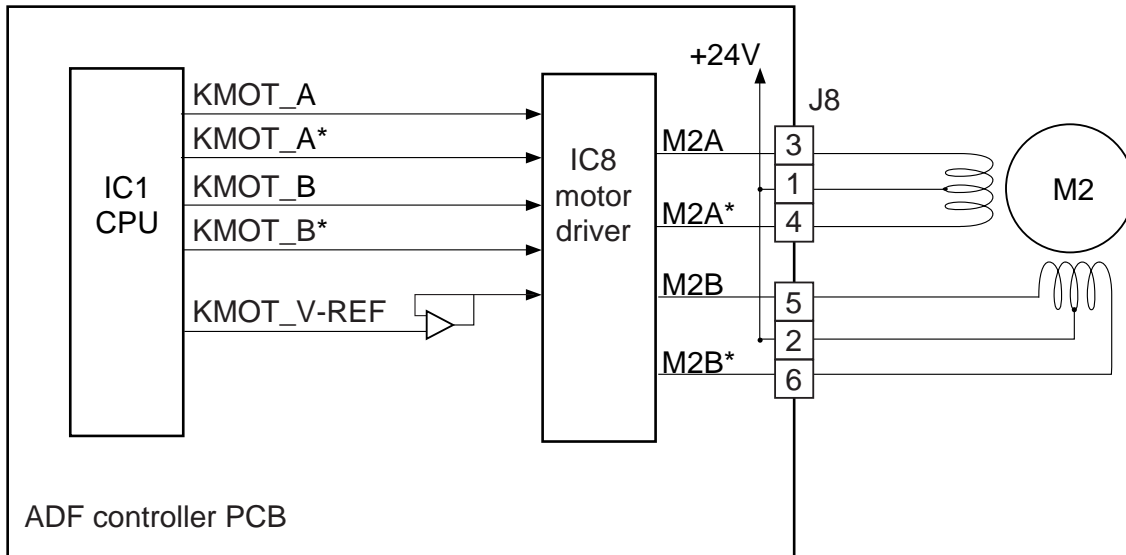 +24V
J8
KMOT_A
KMOT_A*
KMOT_B
KMOT_B*
KMOT_V-REF
IC1
CPU
IC8
motor
driver
M2A
M2A*
M2B
M2B*
3
1
4
5
2
6
M2
ADF controller PCB